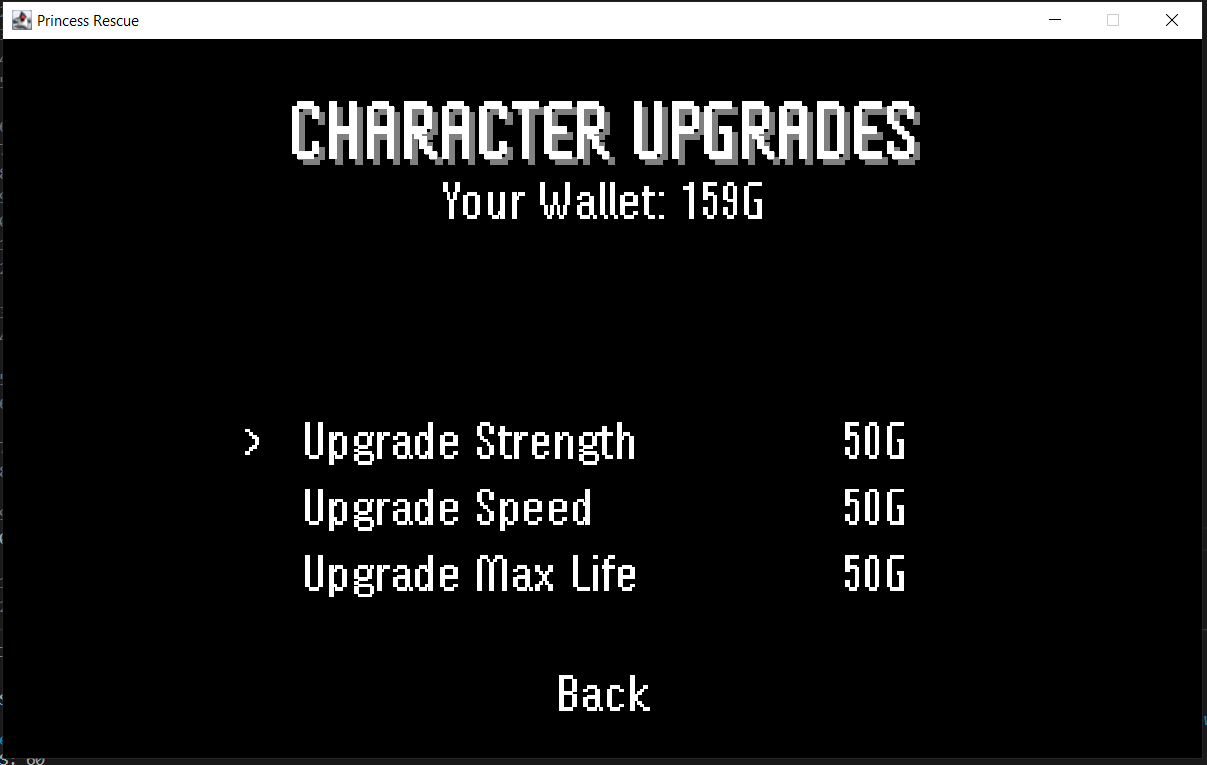 Princess Rescue
CHARACTER UPGRADES
Your Wallet: 159G
> Upgrade Strength 50G
Upgrade Speed 50G
Upgrade Max Life 50G
Back